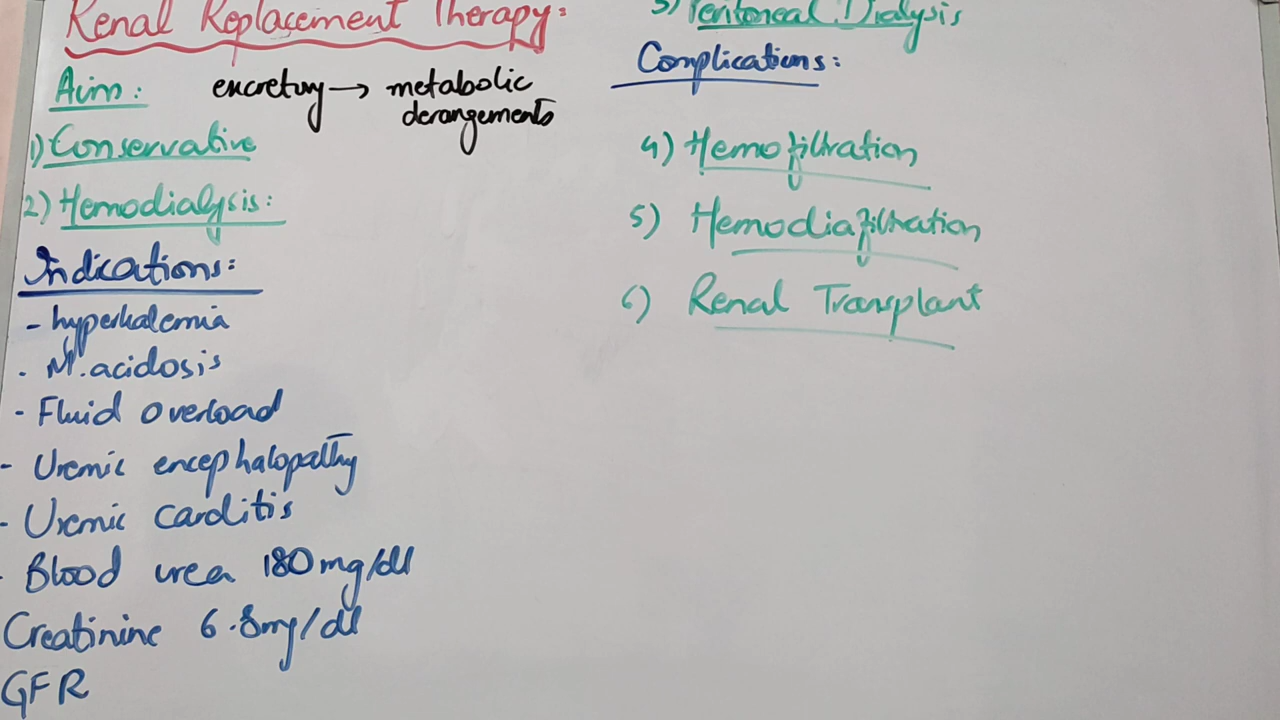 Renal Replacement Therapy:
Aim: excretory → metabolic
derangements
1) Conservative
2) Hemodialysis:
Indications:
- hyperkalemia
- M.acidosis
- Fluid overload
- Uremic encephalopathy
- Uremic carditis
- Blood urea 180mg/dl
Creatinine 6.8mg/dl
GFR
3) Peritoneal Dialysis
Complications:
4) Hemofiltration
5) Hemodiafiltration
6) Renal Transplant